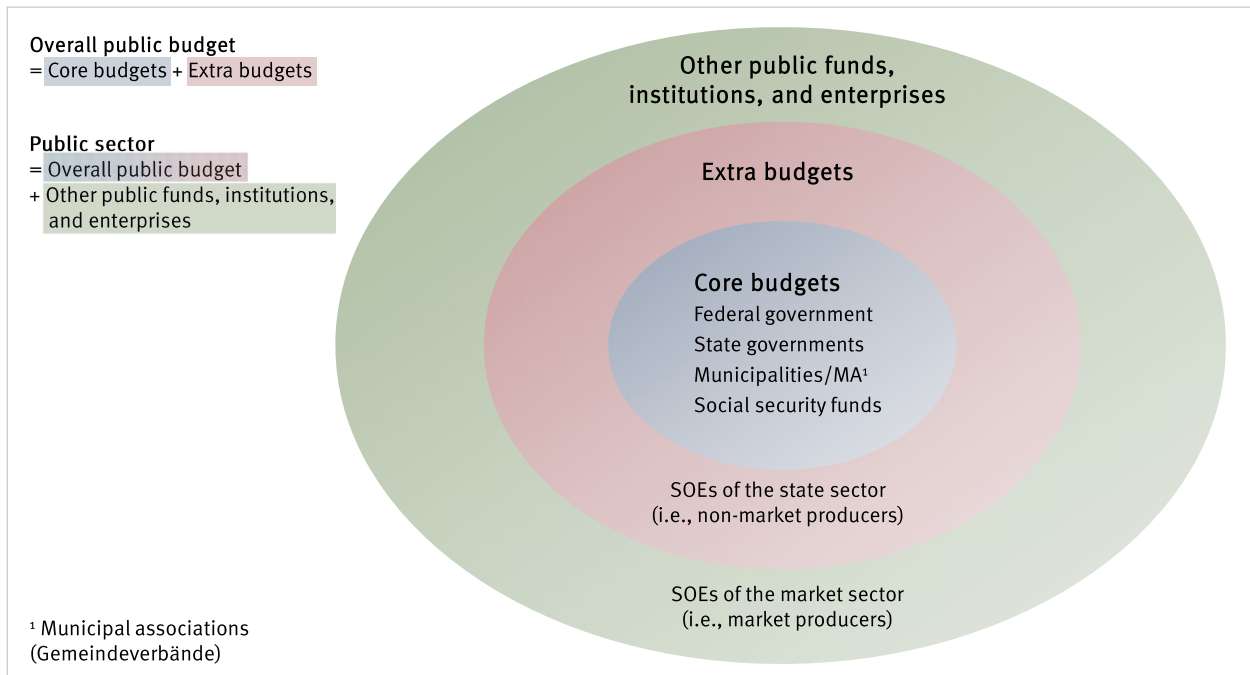 Overall public budget
= Core budgets + Extra budgets
Public sector
= Overall public budget
+ Other public funds, institutions,
and enterprises
Other public funds,
institutions, and enterprises
Extra budgets
Core budgets
Federal government
State governments
Municipalities/MA¹
Social security funds
SOEs of the state sector
(i.e., non-market producers)
SOEs of the market sector
(i.e., market producers)
¹ Municipal associations
(Gemeindeverbände)